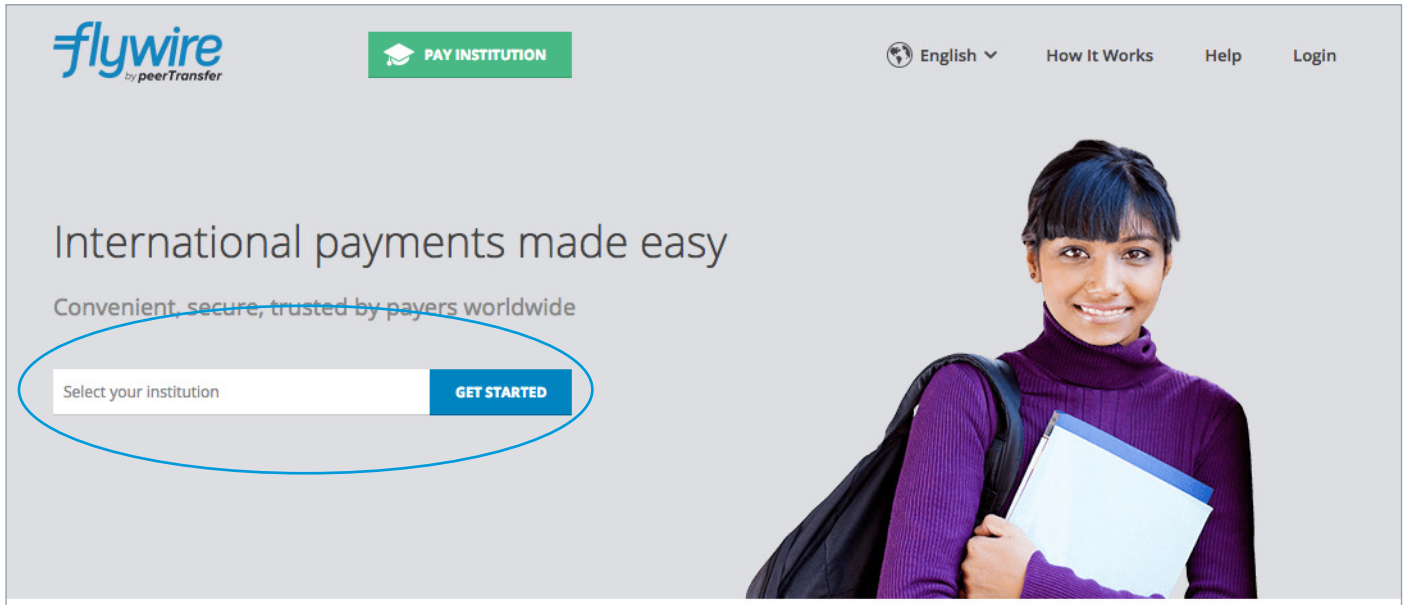 flywire
by peerTransfer
PAY INSTITUTION
English
How It Works
Help
Login
International payments made easy
Convenient, secure, trusted by payers worldwide
Select your institution
GET STARTED